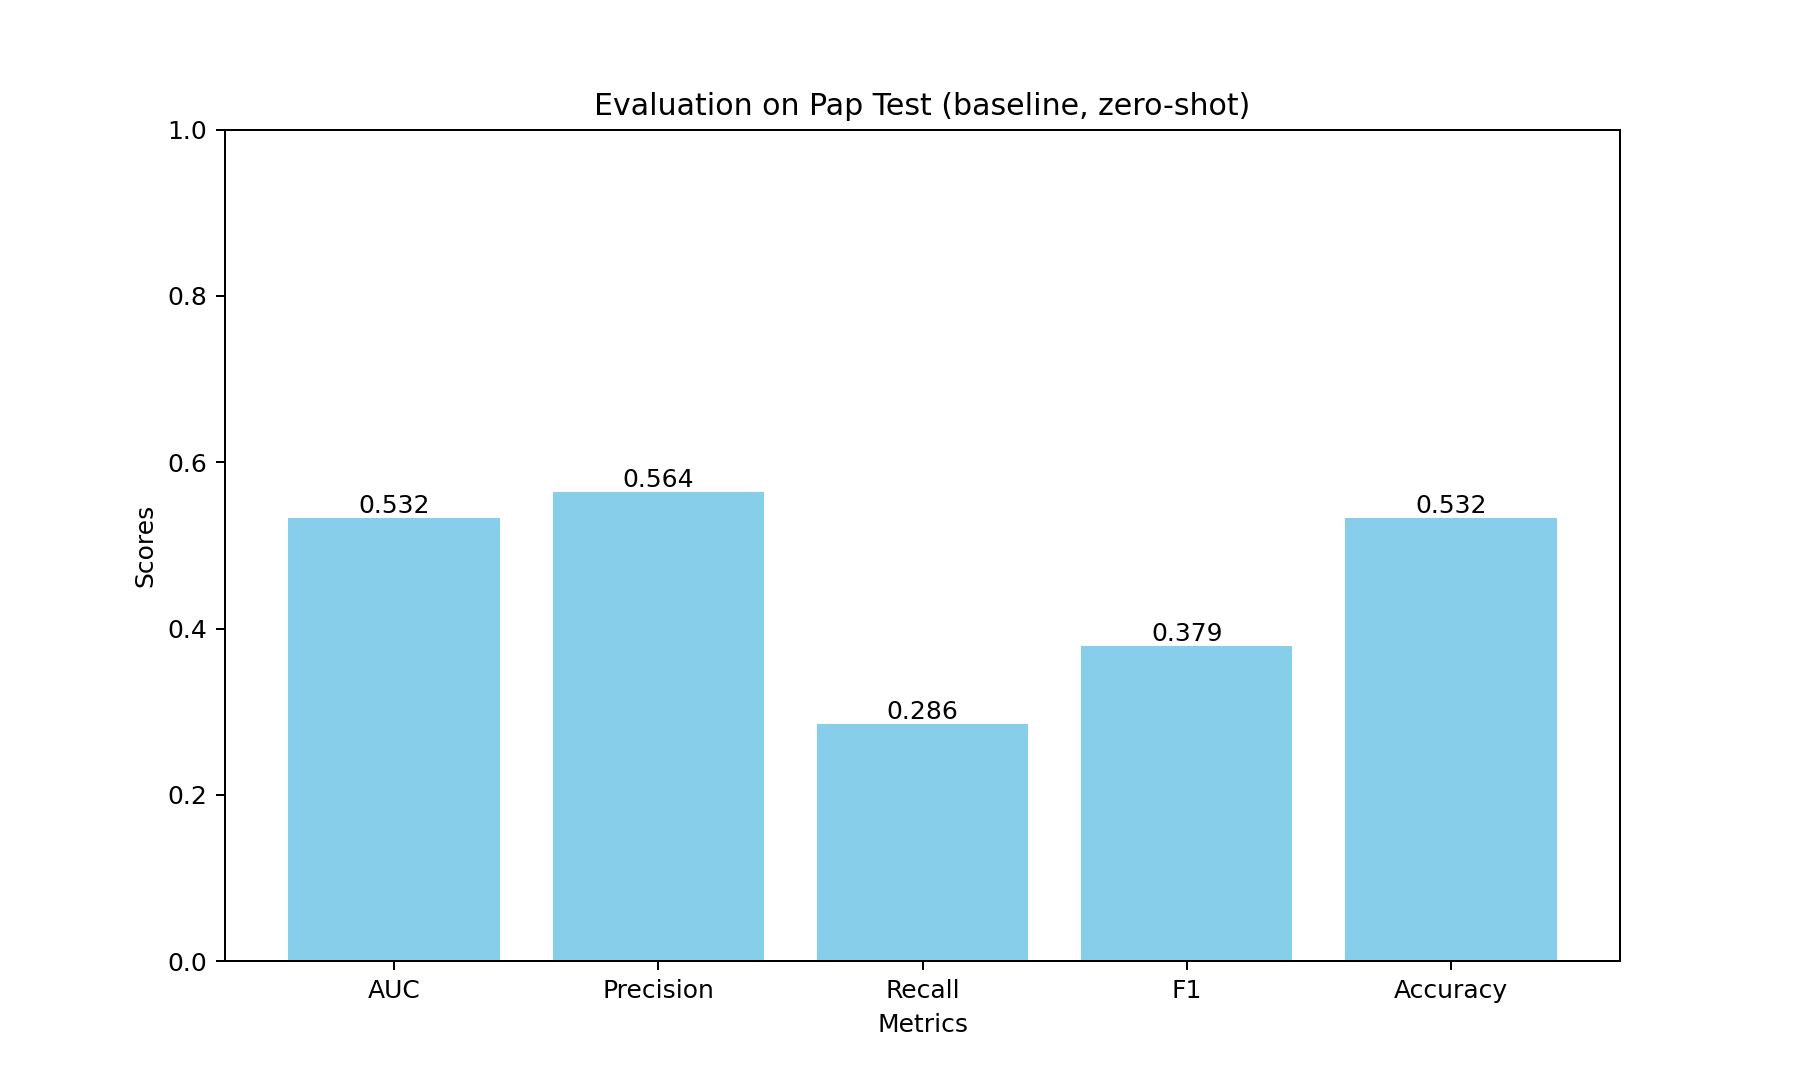 Evaluation on Pap Test (baseline, zero-shot)
1.0
0.8
0.6
0.4
0.2
0.0
Scores
0.532
0.564
0.286
0.379
0.532
AUC
Precision
Recall
F1
Accuracy
Metrics